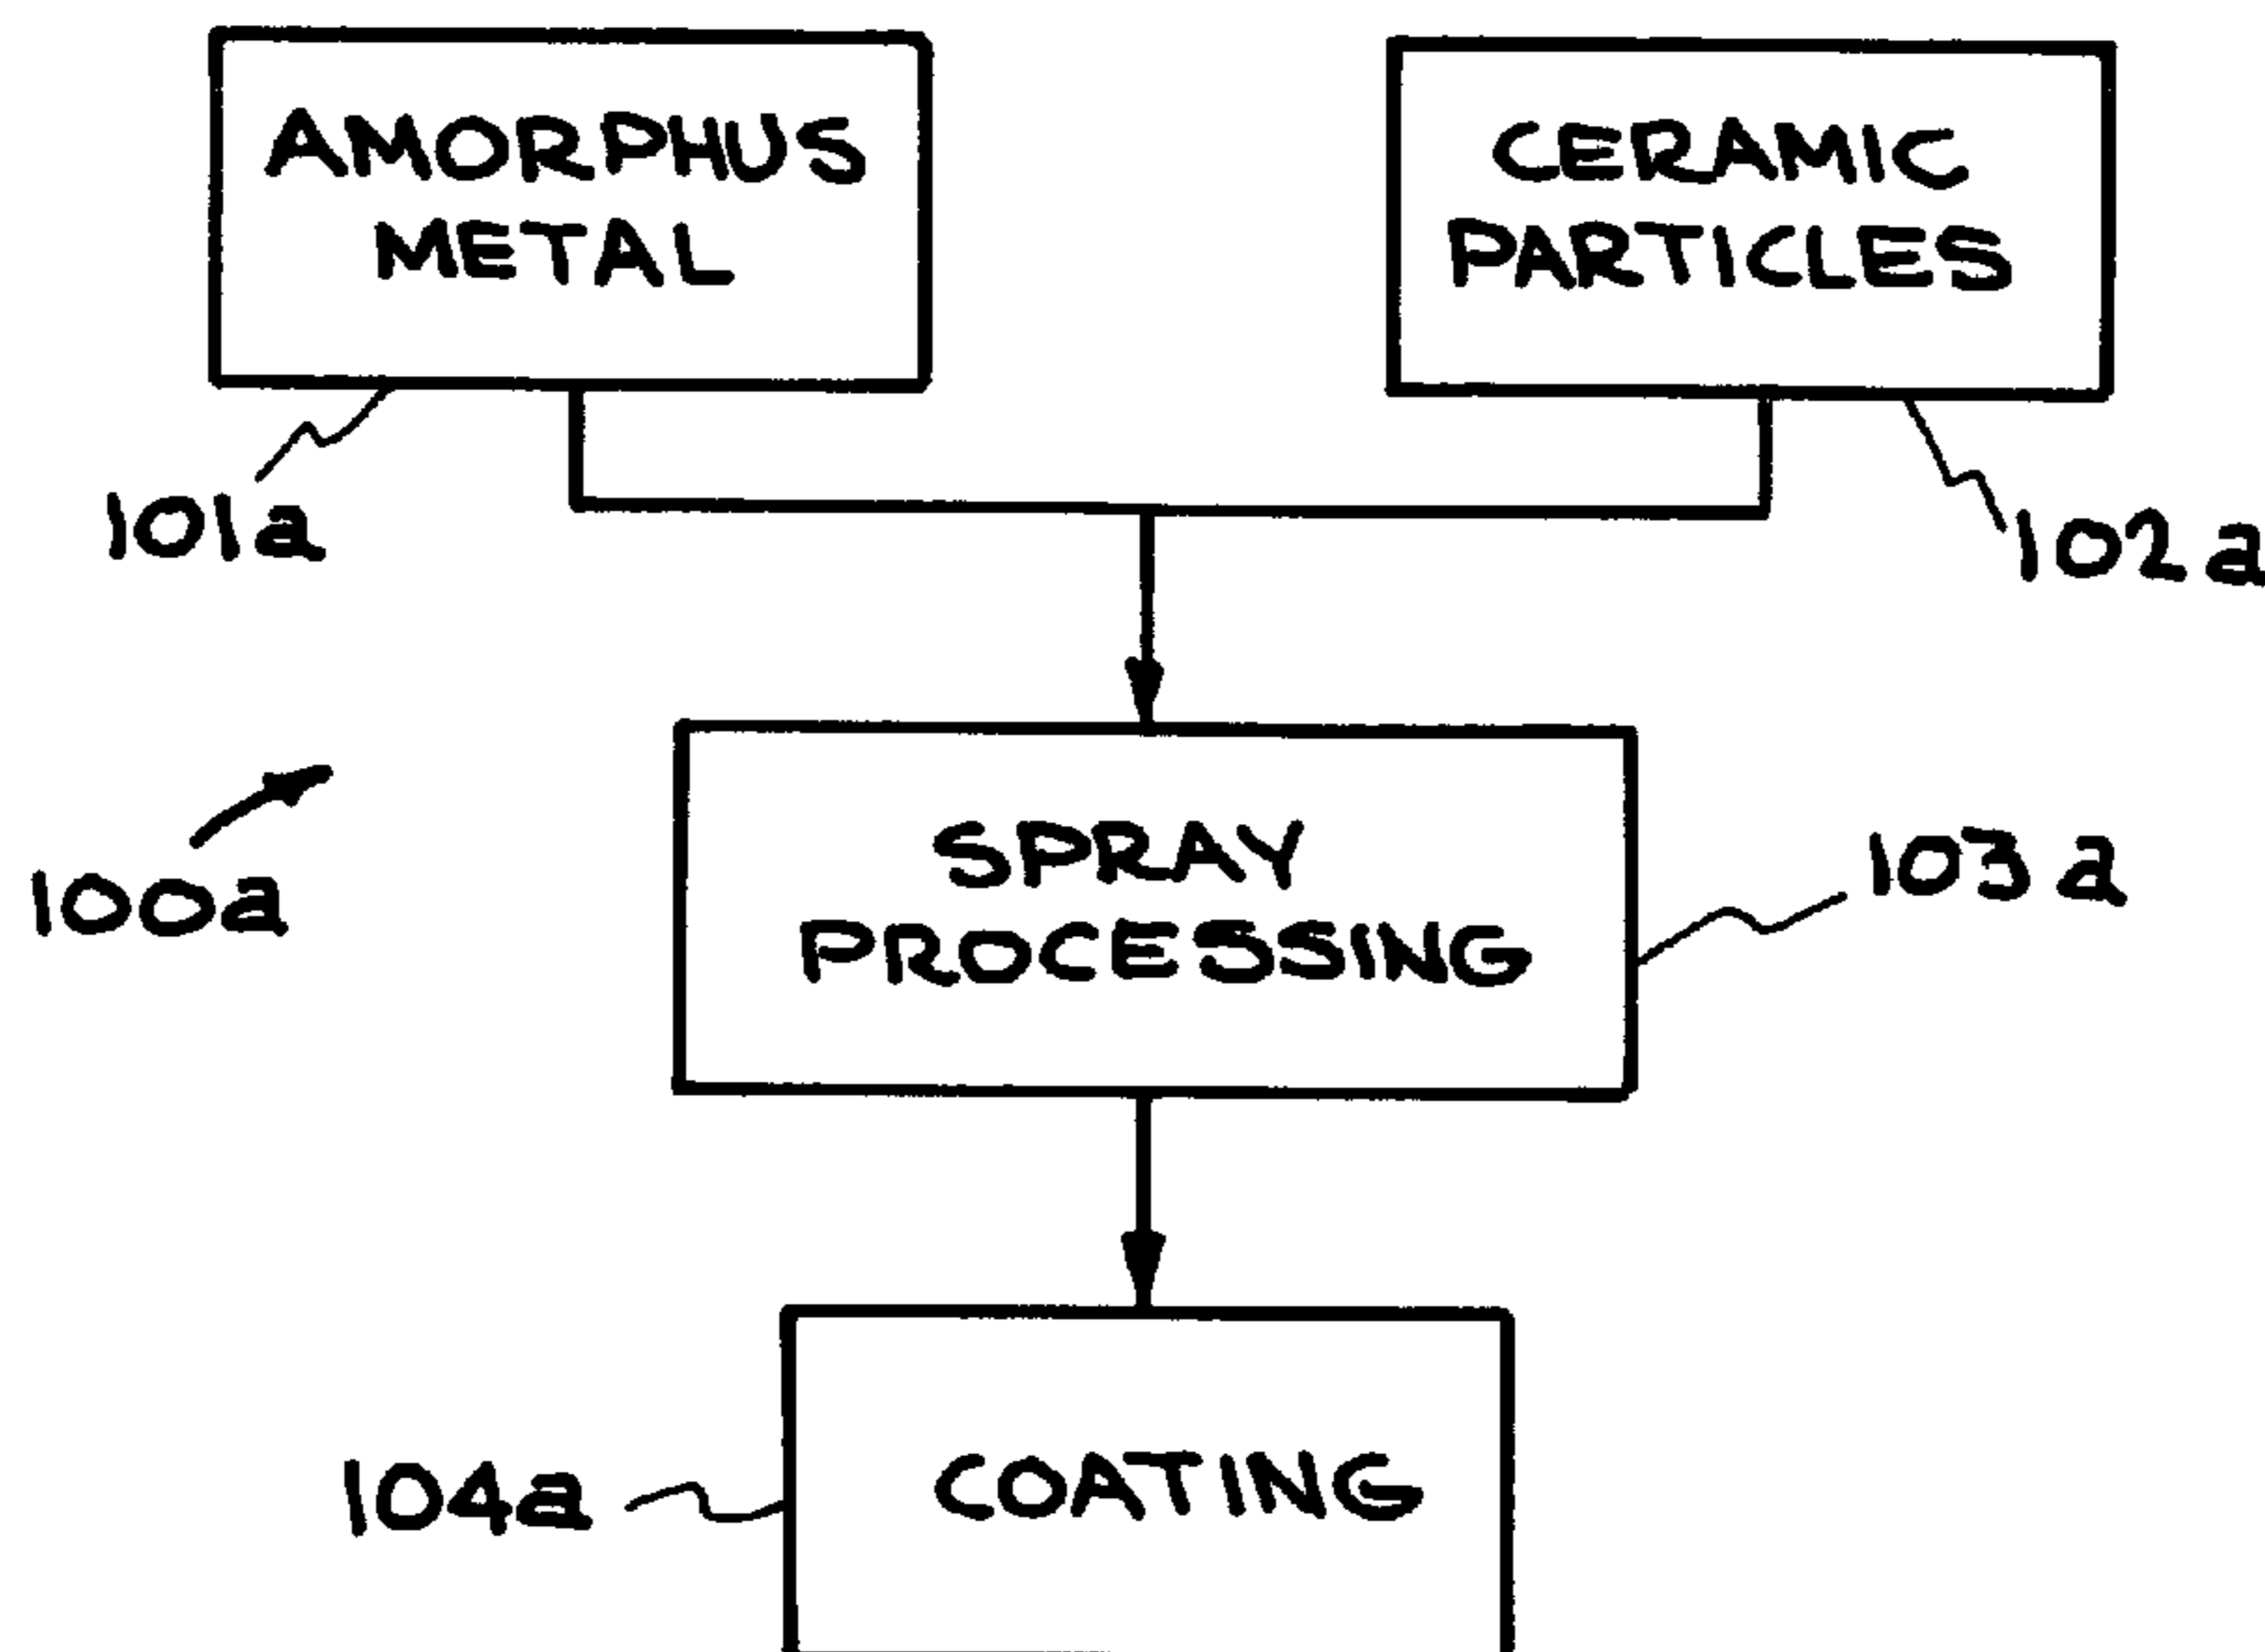 AMORPHUS
METAL
CERAMIC
PARTICLES
101a
102a
100a
SPRAY
PROCESSING
103a
104a
COATING